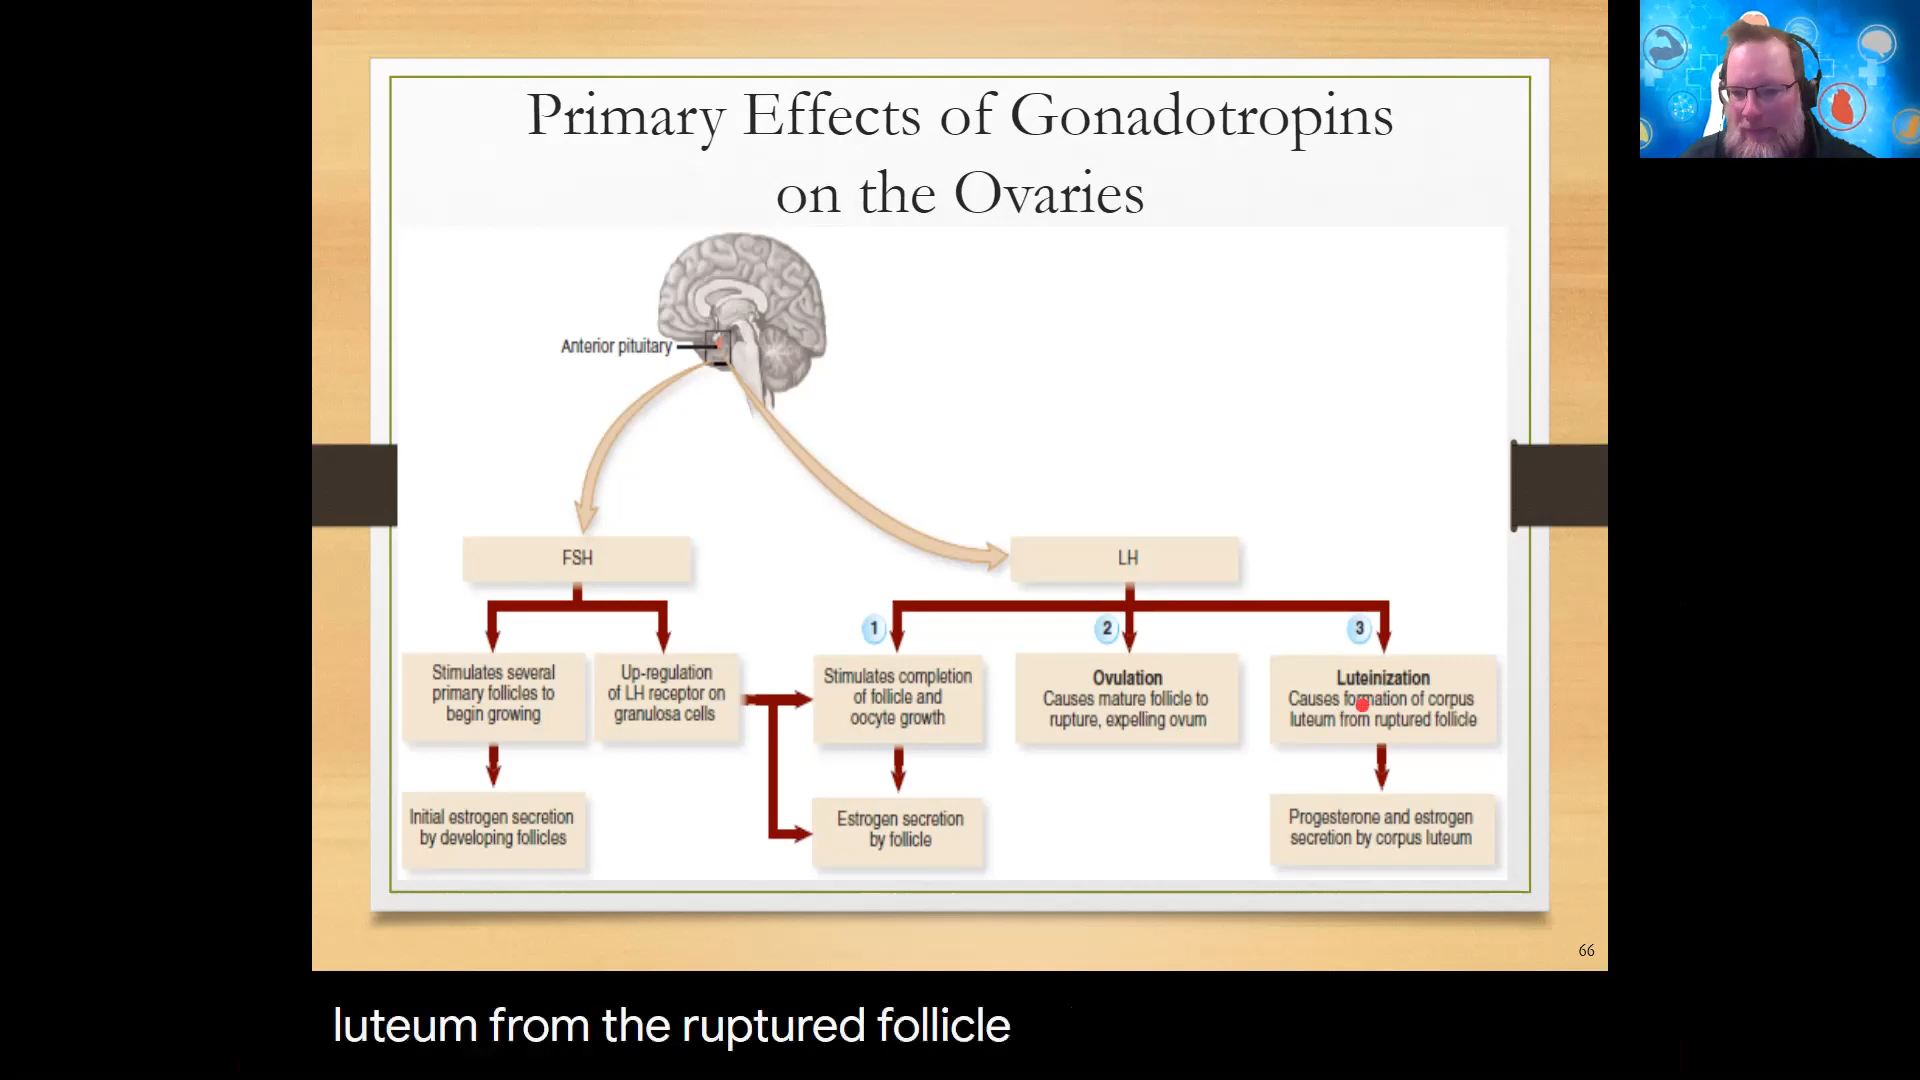 Primary Effects of Gonadotropins
on the Ovaries
Anterior pituitary
FSH
LH
1
2
3
Stimulates several
primary follicles to
begin growing
Up-regulation
of LH receptor on
granulosa cells
Stimulates completion
of follicle and
oocyte growth
Ovulation
Causes mature follicle to
rupture, expelling ovum
Luteinization
Causes formation of corpus
luteum from ruptured follicle
Initial estrogen secretion
by developing follicles
Estrogen secretion
by follicle
Progesterone and estrogen
secretion by corpus luteum
66
luteum from the ruptured follicle